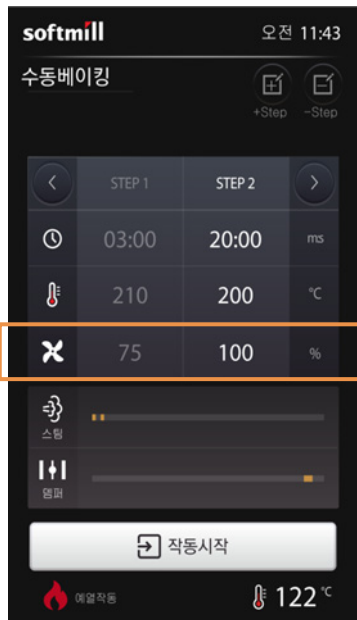 softmill 오전 11:43
수동베이킹
+Step -Step
STEP 1 STEP 2
03:00 20:00 ms
210 200 °C
75 100 %
스팀
댐퍼
작동시작
예열작동 122 °C